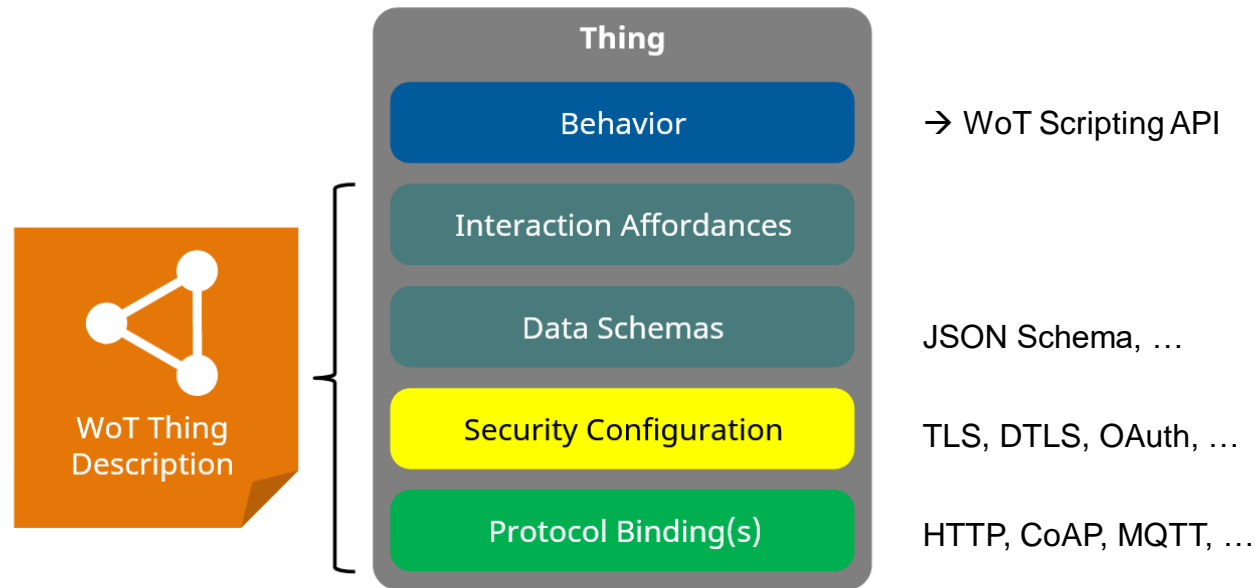 Thing
Behavior
→ WoT Scripting API
Interaction Affordances
Data Schemas
JSON Schema, …
Security Configuration
TLS, DTLS, OAuth, …
Protocol Binding(s)
HTTP, CoAP, MQTT, …
WoT Thing
Description